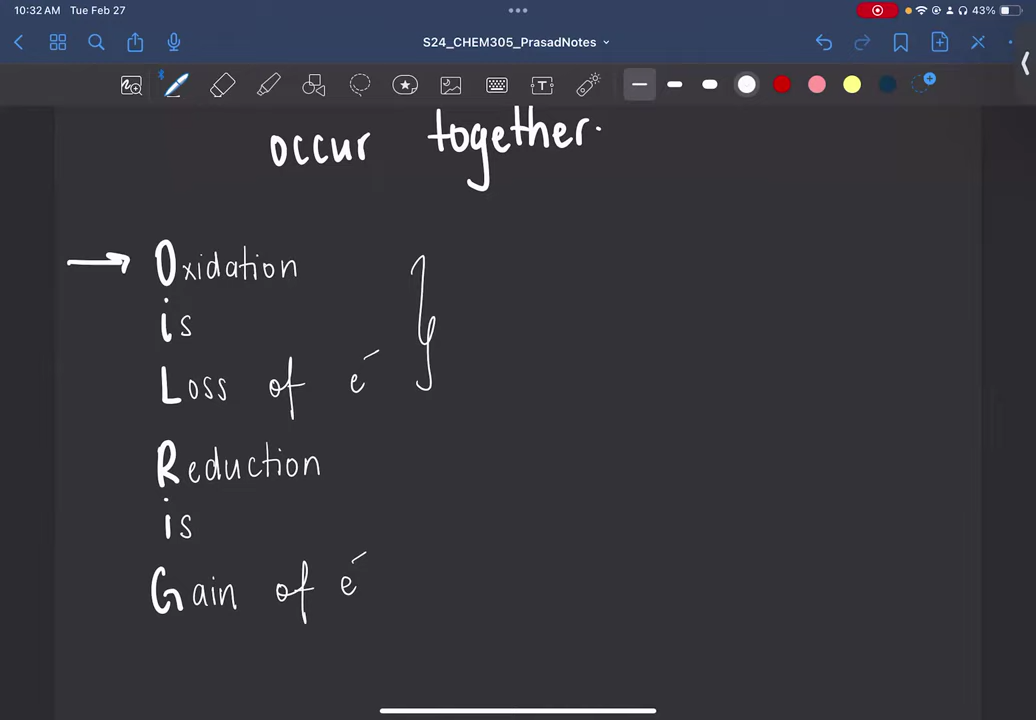 10:32 AM Tue Feb 27
43%
S24_CHEM305_PrasadNotes
occur together.
Oxidation
is
Loss of e⁻
Reduction
is
Gain of e⁻